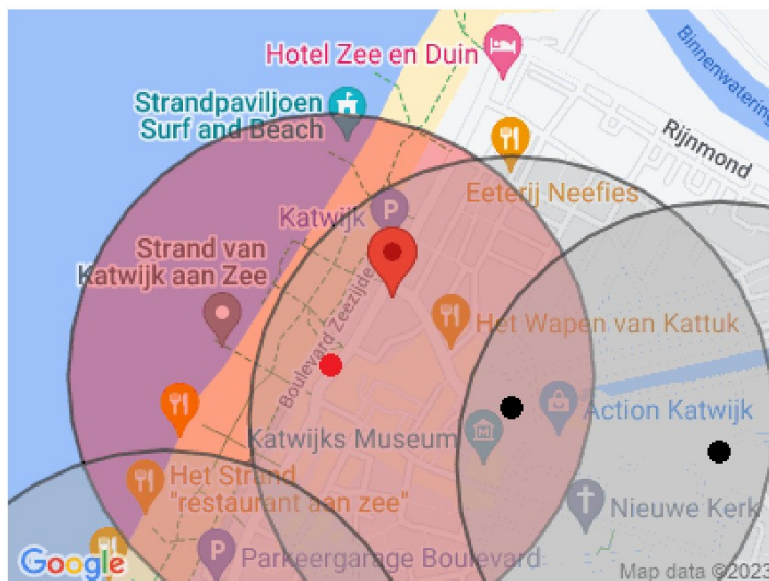 Hotel Zee en Duin
Binnenwatering
Strandpaviljoen
Surf and Beach
Rijnmond
Eeterij Neefies
P
Katwijk
Strand van
Katwijk aan Zee
Boulevard Zeezijde
Het Wapen van Kattuk
Action Katwijk
Katwijks Museum
Het Strand
"restaurant aan zee"
Nieuwe Kerk
P
Parkeergarage Boulevard
Google
Map data ©2023